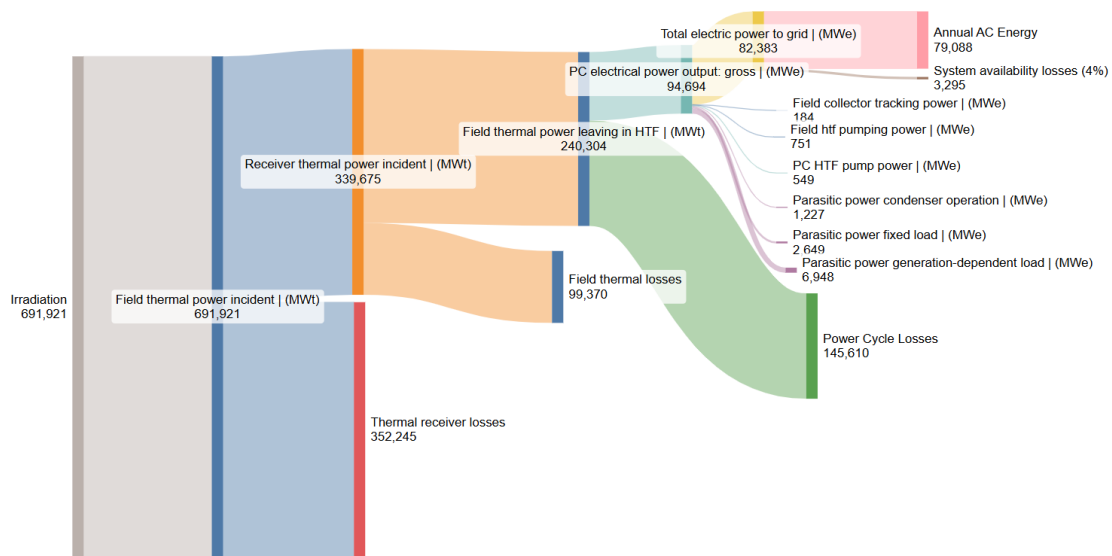 Total electric power to grid | (MWe)
82,383
Annual AC Energy
79,088
PC electrical power output: gross | (MWe)
94,694
System availability losses (4%)
3,295
Field collector tracking power | (MWe)
184
Field htf pumping power | (MWe)
751
Field thermal power leaving in HTF | (MWt)
240,304
PC HTF pump power | (MWe)
549
Receiver thermal power incident | (MWt)
339,675
Parasitic power condenser operation | (MWe)
1,227
Parasitic power fixed load | (MWe)
2,649
Parasitic power generation-dependent load | (MWe)
6,948
Field thermal losses
99,370
Irradiation
691,921
Field thermal power incident | (MWt)
691,921
Power Cycle Losses
145,610
Thermal receiver losses
352,245